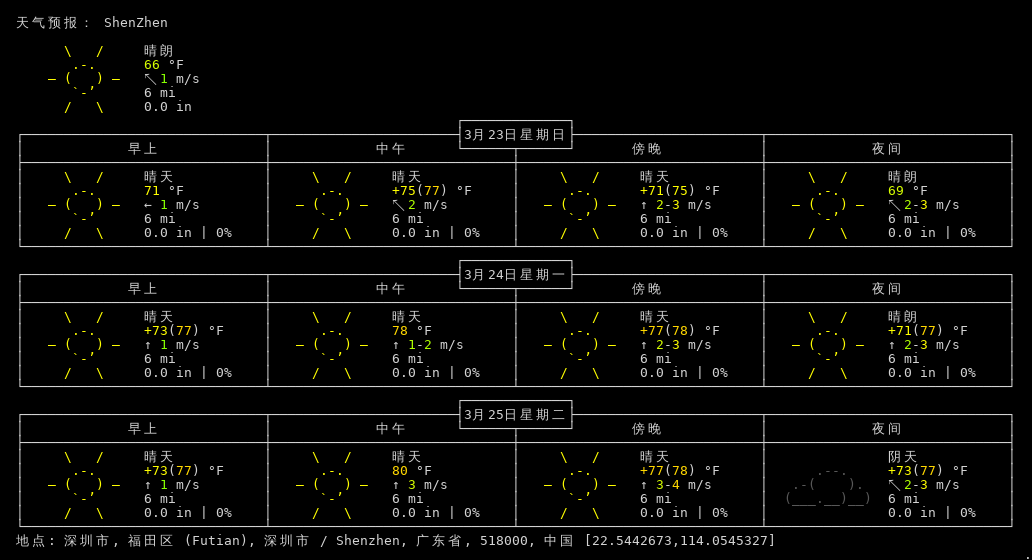 天气预报： ShenZhen
晴朗
66 °F
↖ 1 m/s
6 mi
0.0 in
3月23日星期日
早上 中午 傍晚 夜间
晴天 晴天 晴天 晴朗
71 °F +75(77) °F +71(75) °F 69 °F
← 1 m/s ↖ 2 m/s ↑ 2-3 m/s ↖ 2-3 m/s
6 mi 6 mi 6 mi 6 mi
0.0 in | 0% 0.0 in | 0% 0.0 in | 0% 0.0 in | 0%
3月24日星期一
早上 中午 傍晚 夜间
晴天 晴天 晴天 晴朗
+73(77) °F 78 °F +77(78) °F +71(77) °F
↑ 1 m/s ↑ 1-2 m/s ↑ 2-3 m/s ↑ 2-3 m/s
6 mi 6 mi 6 mi 6 mi
0.0 in | 0% 0.0 in | 0% 0.0 in | 0% 0.0 in | 0%
3月25日星期二
早上 中午 傍晚 夜间
晴天 晴天 晴天 阴天
+73(77) °F 80 °F +77(78) °F +73(77) °F
↑ 1 m/s ↑ 3 m/s ↑ 3-4 m/s ↖ 2-3 m/s
6 mi 6 mi 6 mi 6 mi
0.0 in | 0% 0.0 in | 0% 0.0 in | 0% 0.0 in | 0%
地点: 深圳市, 福田区 (Futian), 深圳市 / Shenzhen, 广东省, 518000, 中国 [22.5442673,114.0545327]